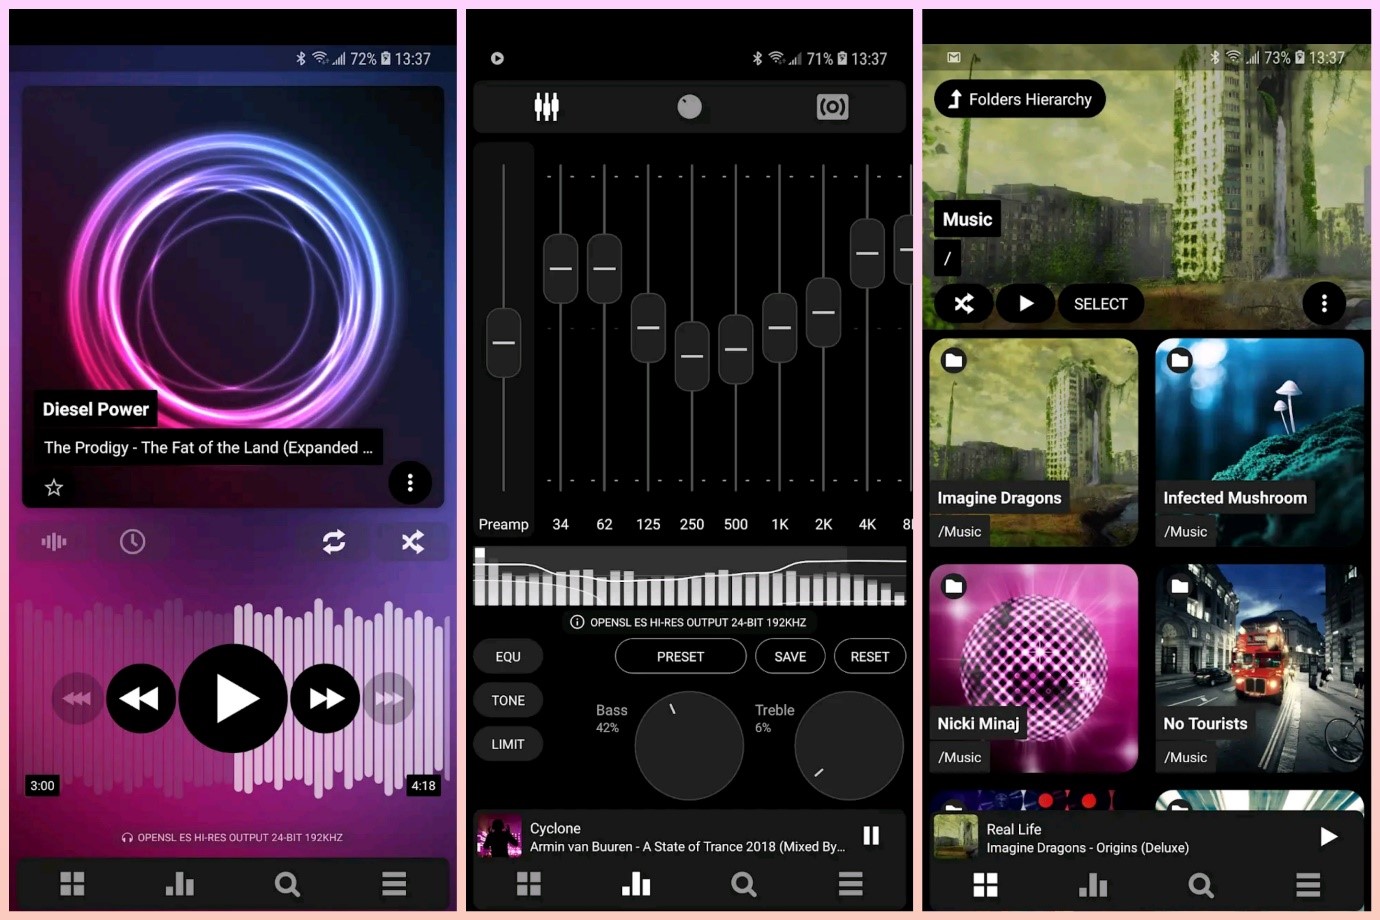 72% 13:37
Diesel Power
The Prodigy - The Fat of the Land (Expanded ...
3:00
4:18
OPENSL ES HI-RES OUTPUT 24-BIT 192KHZ
71% 13:37
Preamp 34 62 125 250 500 1K 2K 4K 8
OPENSL ES HI-RES OUTPUT 24-BIT 192KHZ
EQU PRESET SAVE RESET
TONE
LIMIT
Bass
42%
Treble
6%
Cyclone
Armin van Buuren - A State of Trance 2018 (Mixed By...
73% 13:37
Folders Hierarchy
Music
/
SELECT
Imagine Dragons
/Music
Infected Mushroom
/Music
Nicki Minaj
/Music
No Tourists
/Music
Real Life
Imagine Dragons - Origins (Deluxe)